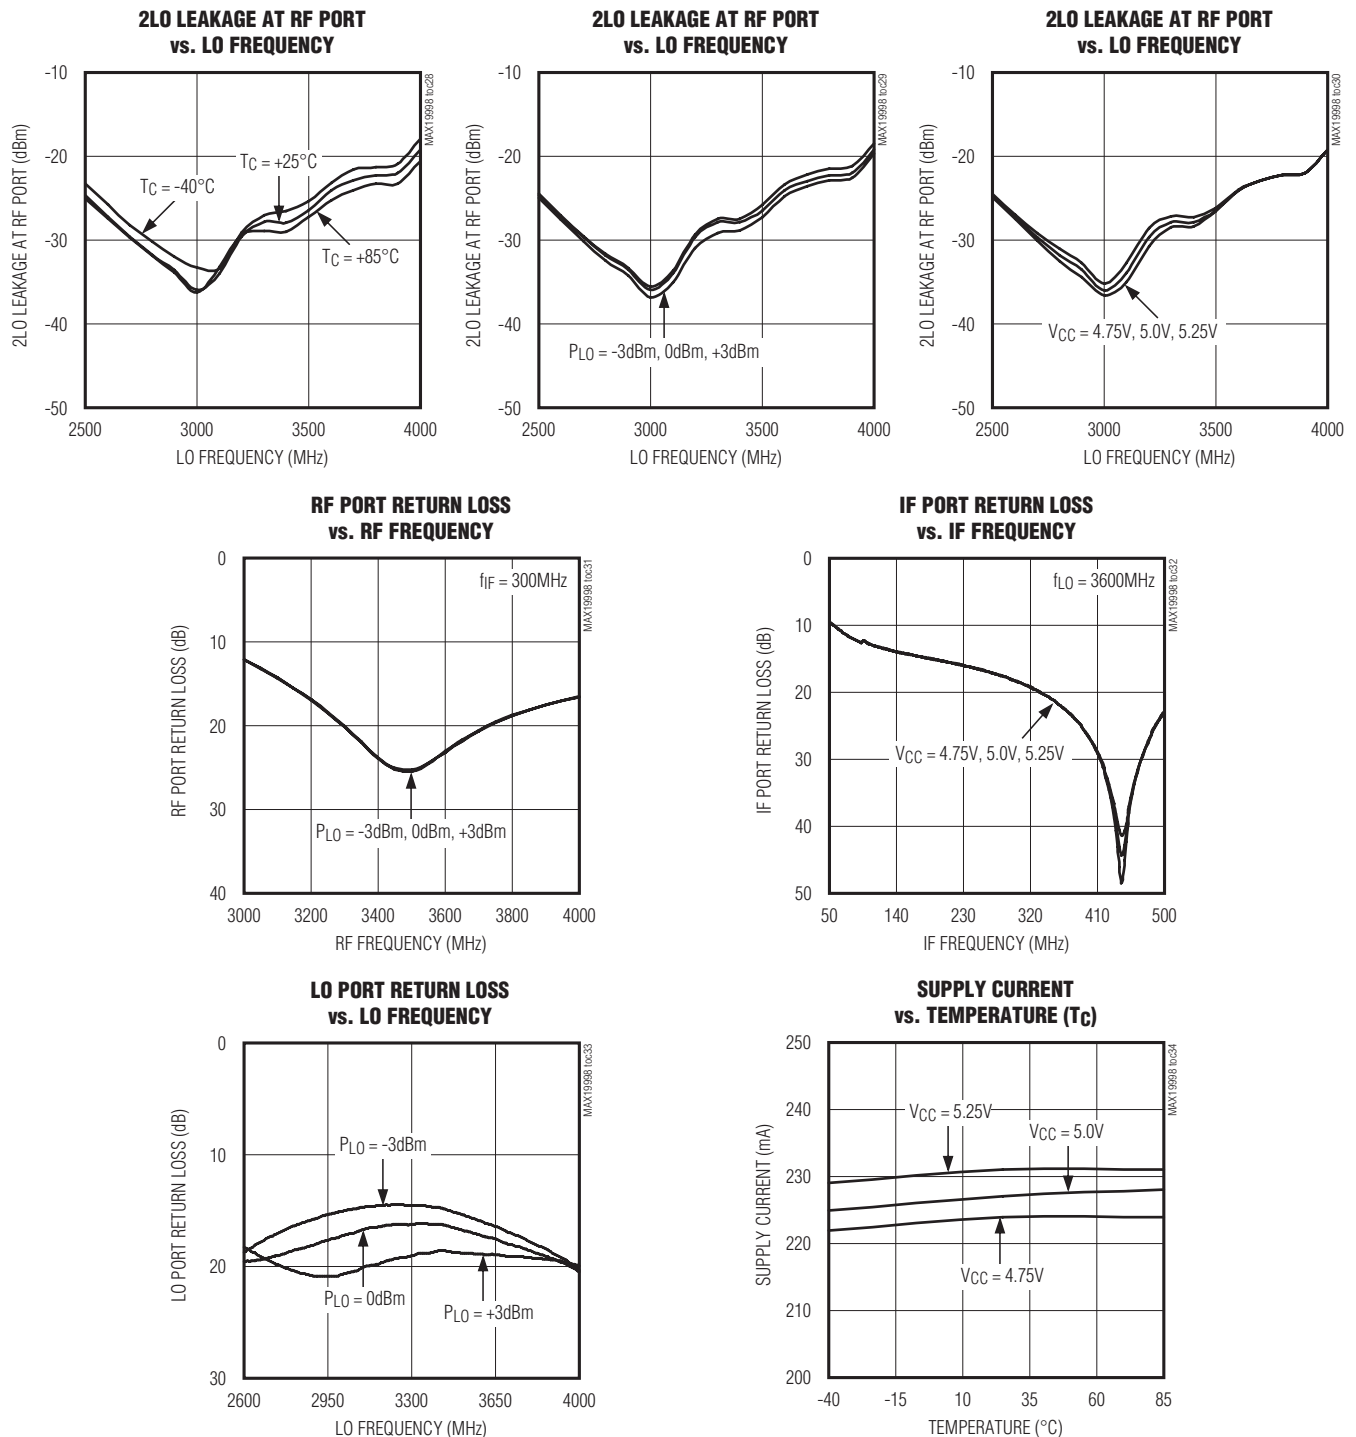 2LO LEAKAGE AT RF PORT
vs. LO FREQUENCY
-10
-20
-30
-40
-50
2LO LEAKAGE AT RF PORT (dBm)
MAX19998 toc28
TC = +25°C
TC = -40°C
TC = +85°C
2500 3000 3500 4000
LO FREQUENCY (MHz)
2LO LEAKAGE AT RF PORT
vs. LO FREQUENCY
-10
-20
-30
-40
-50
2LO LEAKAGE AT RF PORT (dBm)
MAX19998 toc29
PLO = -3dBm, 0dBm, +3dBm
2500 3000 3500 4000
LO FREQUENCY (MHz)
2LO LEAKAGE AT RF PORT
vs. LO FREQUENCY
-10
-20
-30
-40
-50
2LO LEAKAGE AT RF PORT (dBm)
MAX19998 toc30
VCC = 4.75V, 5.0V, 5.25V
2500 3000 3500 4000
LO FREQUENCY (MHz)
RF PORT RETURN LOSS
vs. RF FREQUENCY
0
10
20
30
40
RF PORT RETURN LOSS (dB)
MAX19998 toc31
fIF = 300MHz
PLO = -3dBm, 0dBm, +3dBm
3000 3200 3400 3600 3800 4000
RF FREQUENCY (MHz)
IF PORT RETURN LOSS
vs. IF FREQUENCY
0
10
20
30
40
50
IF PORT RETURN LOSS (dB)
MAX19998 toc32
fLO = 3600MHz
VCC = 4.75V, 5.0V, 5.25V
50 140 230 320 410 500
IF FREQUENCY (MHz)
LO PORT RETURN LOSS
vs. LO FREQUENCY
0
10
20
30
LO PORT RETURN LOSS (dB)
MAX19998 toc33
PLO = -3dBm
PLO = 0dBm
PLO = +3dBm
2600 2950 3300 3650 4000
LO FREQUENCY (MHz)
SUPPLY CURRENT
vs. TEMPERATURE (TC)
250
240
230
220
210
200
SUPPLY CURRENT (mA)
MAX19998 toc34
VCC = 5.25V
VCC = 5.0V
VCC = 4.75V
-40 -15 10 35 60 85
TEMPERATURE (°C)